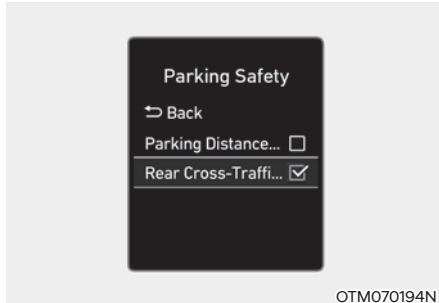 Parking Safety
Back
Parking Distance...
Rear Cross-Traffi...
OTM070194N